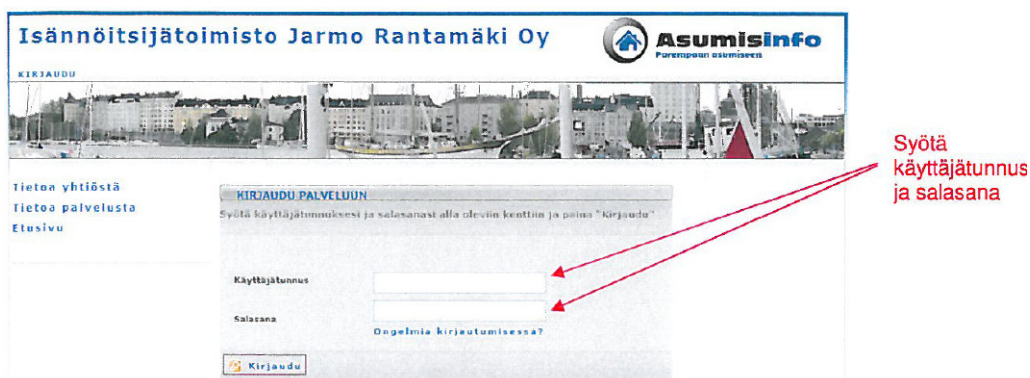 Isännöitsijätoimisto Jarmo Rantamäki Oy
Asumisinfo
Parempaan asumiseen
KIRJAUDU
Syötä
käyttäjätunnus
ja salasana
Tietoa yhtiöstä
Tietoa palvelusta
Etusivu
KIRJAUDU PALVELUUN
Syötä käyttäjätunnuksesi ja salasanasi alla oleviin kenttiin ja paina "Kirjaudu"
Käyttäjätunnus
Salasana
Ongelmia kirjautumisessa?
Kirjaudu